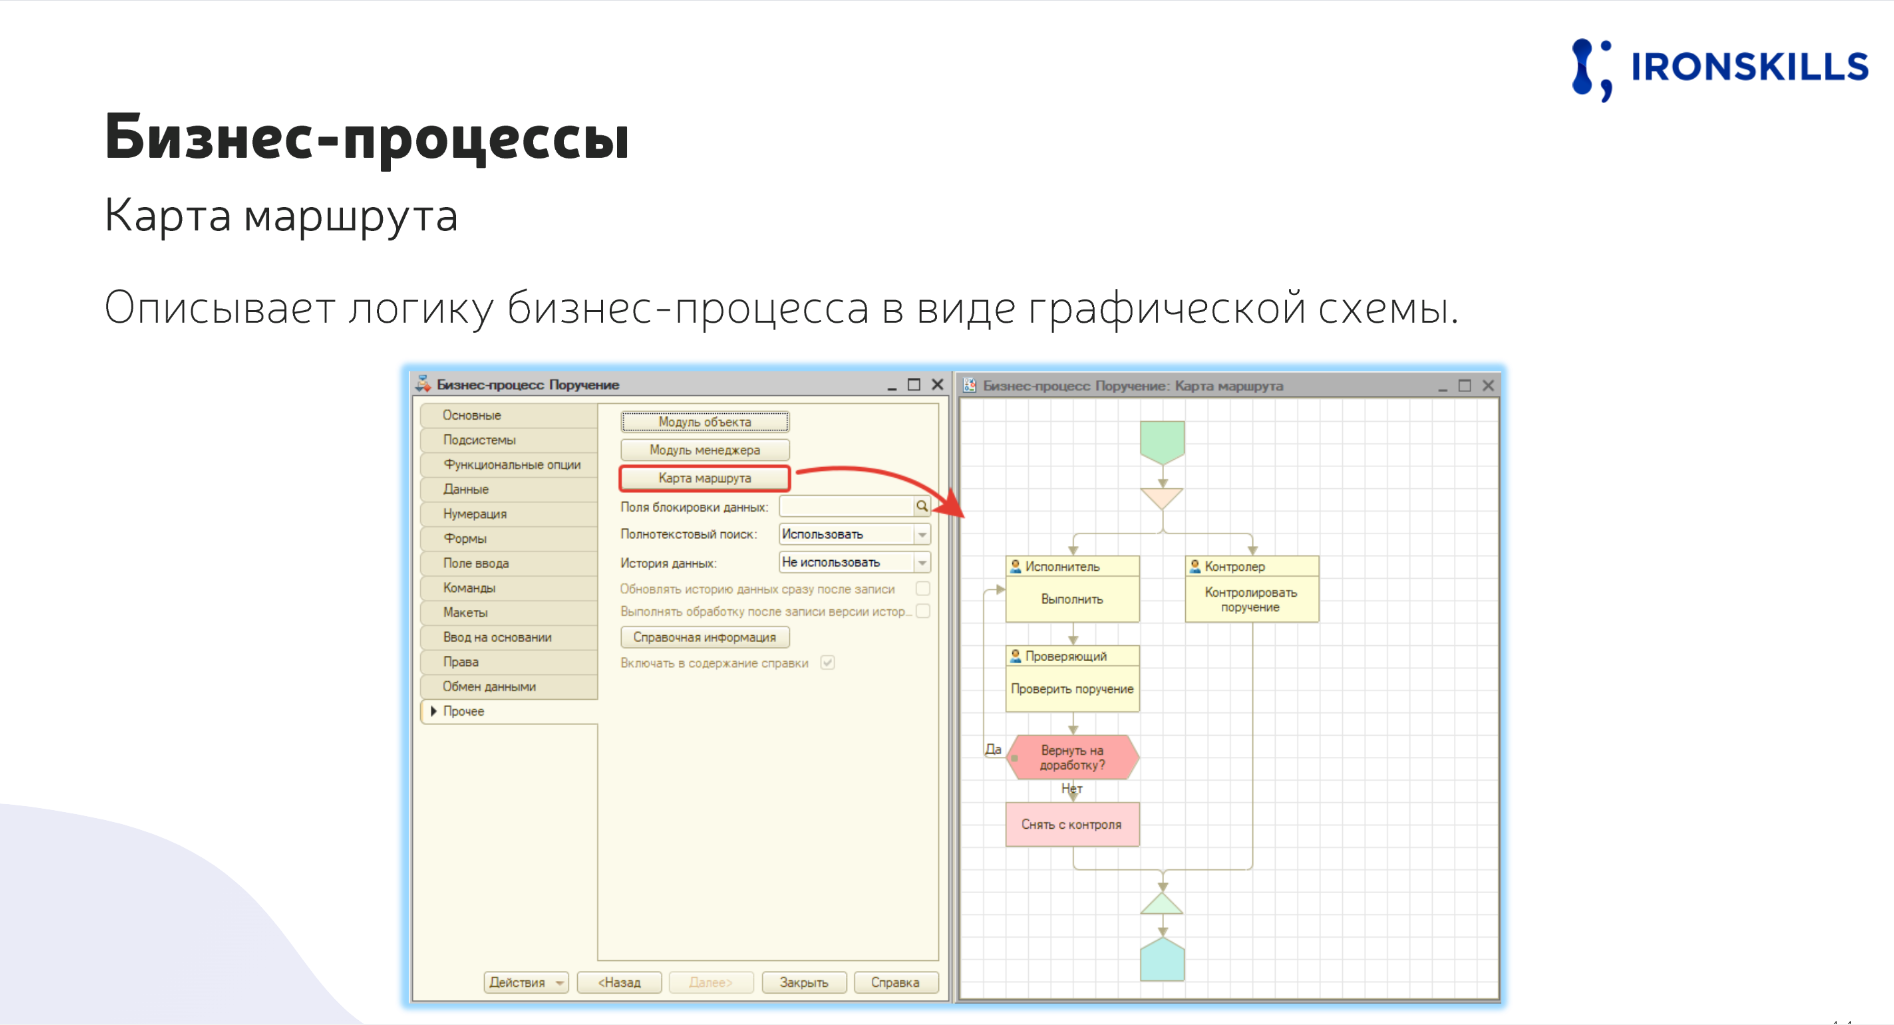 IRONSKILLS
Бизнес-процессы
Карта маршрута
Описывает логику бизнес-процесса в виде графической схемы.
Бизнес-процесс Поручение
Основные
Подсистемы
Функциональные опции
Данные
Нумерация
Формы
Поле ввода
Команды
Макеты
Ввод на основании
Права
Обмен данными
Прочее
Модуль объекта
Модуль менеджера
Карта маршрута
Поля блокировки данных:
Полнотекстовый поиск: Использовать
История данных: Не использовать
Обновлять историю данных сразу после записи
Выполнять обработку после записи версии истор...
Справочная информация
Включать в содержание справки
Действия <Назад Далее> Закрыть Справка
Бизнес-процесс Поручение: Карта маршрута
Исполнитель
Выполнить
Контролер
Контролировать
поручение
Проверяющий
Проверить поручение
Да
Вернуть на
доработку?
Нет
Снять с контроля